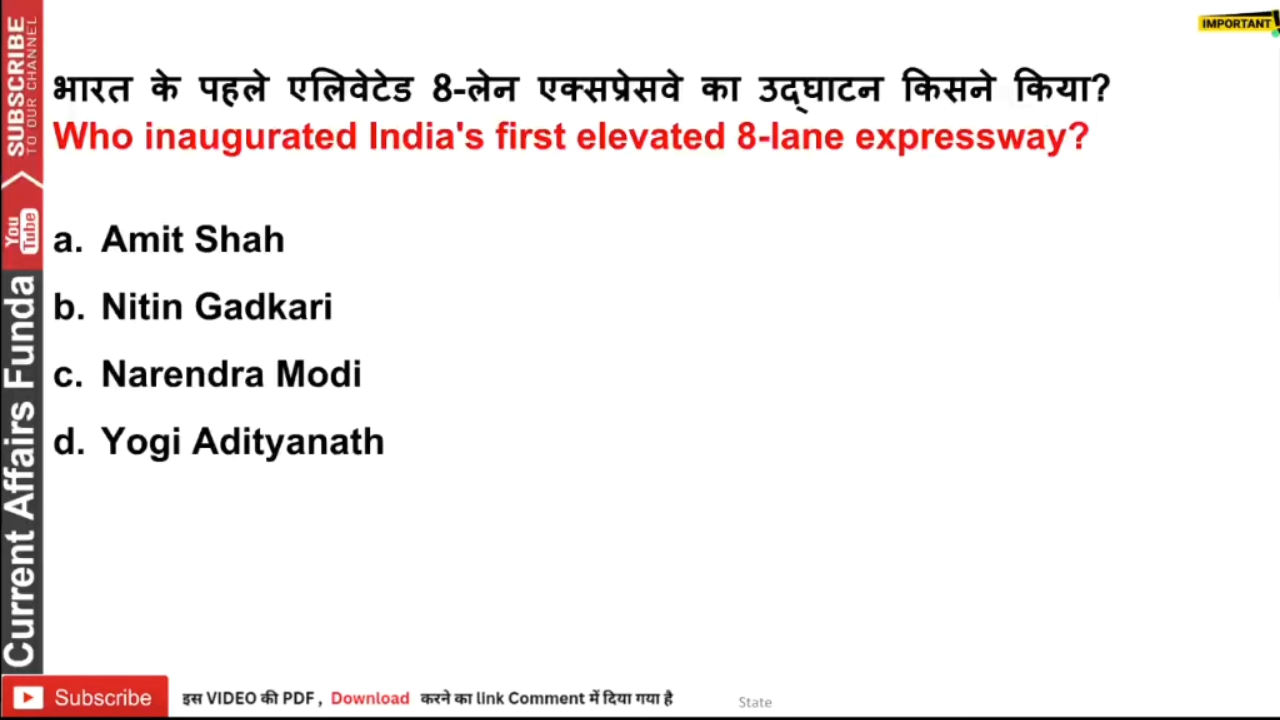 IMPORTANT
भारत के पहले एलिवेटेड 8-लेन एक्सप्रेसवे का उद्घाटन किसने किया?
Who inaugurated India's first elevated 8-lane expressway?
a. Amit Shah
b. Nitin Gadkari
c. Narendra Modi
d. Yogi Adityanath
SUBSCRIBE
TO OUR CHANNEL
You Tube
Current Affairs Funda
Subscribe इस VIDEO की PDF , Download करने का link Comment में दिया गया है State